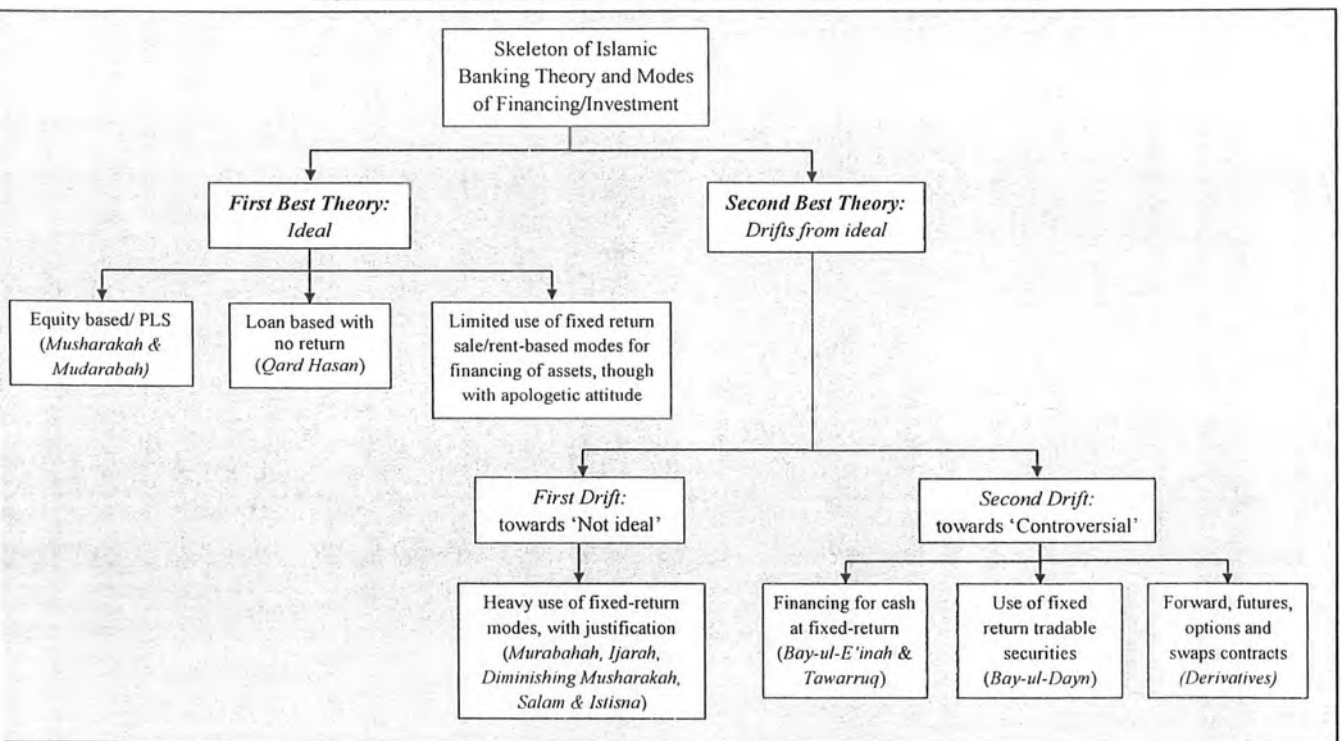 Skeleton of Islamic
Banking Theory and Modes
of Financing/Investment
First Best Theory:
Ideal
Second Best Theory:
Drifts from ideal
Equity based/ PLS
(Musharakah &
Mudarabah)
Loan based with
no return
(Qard Hasan)
Limited use of fixed return
sale/rent-based modes for
financing of assets, though
with apologetic attitude
First Drift:
towards ‘Not ideal’
Second Drift:
towards ‘Controversial’
Heavy use of fixed-return
modes, with justification
(Murabahah, Ijarah,
Diminishing Musharakah,
Salam & Istisna)
Financing for cash
at fixed-return
(Bay-ul-E’inah &
Tawarruq)
Use of fixed
return tradable
securities
(Bay-ul-Dayn)
Forward, futures,
options and
swaps contracts
(Derivatives)